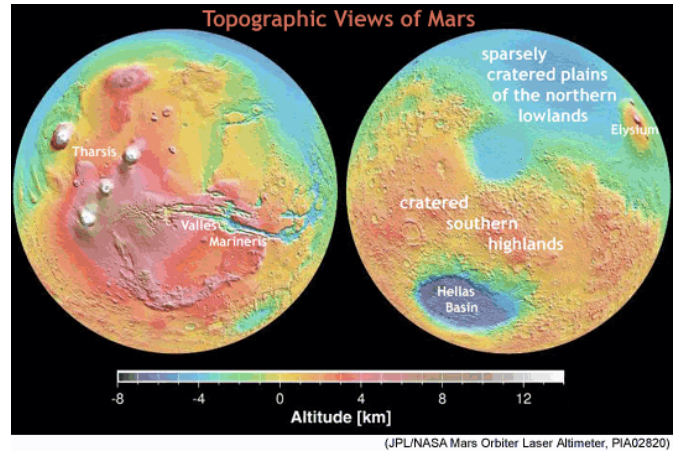 Topographic Views of Mars
sparsely
cratered plains
of the northern
lowlands
Elysium
Tharsis
cratered
southern
highlands
Valles
Marineris
Hellas
Basin
-8 -4 0 4 8 12
Altitude [km]
(JPL/NASA Mars Orbiter Laser Altimeter, PIA02820)